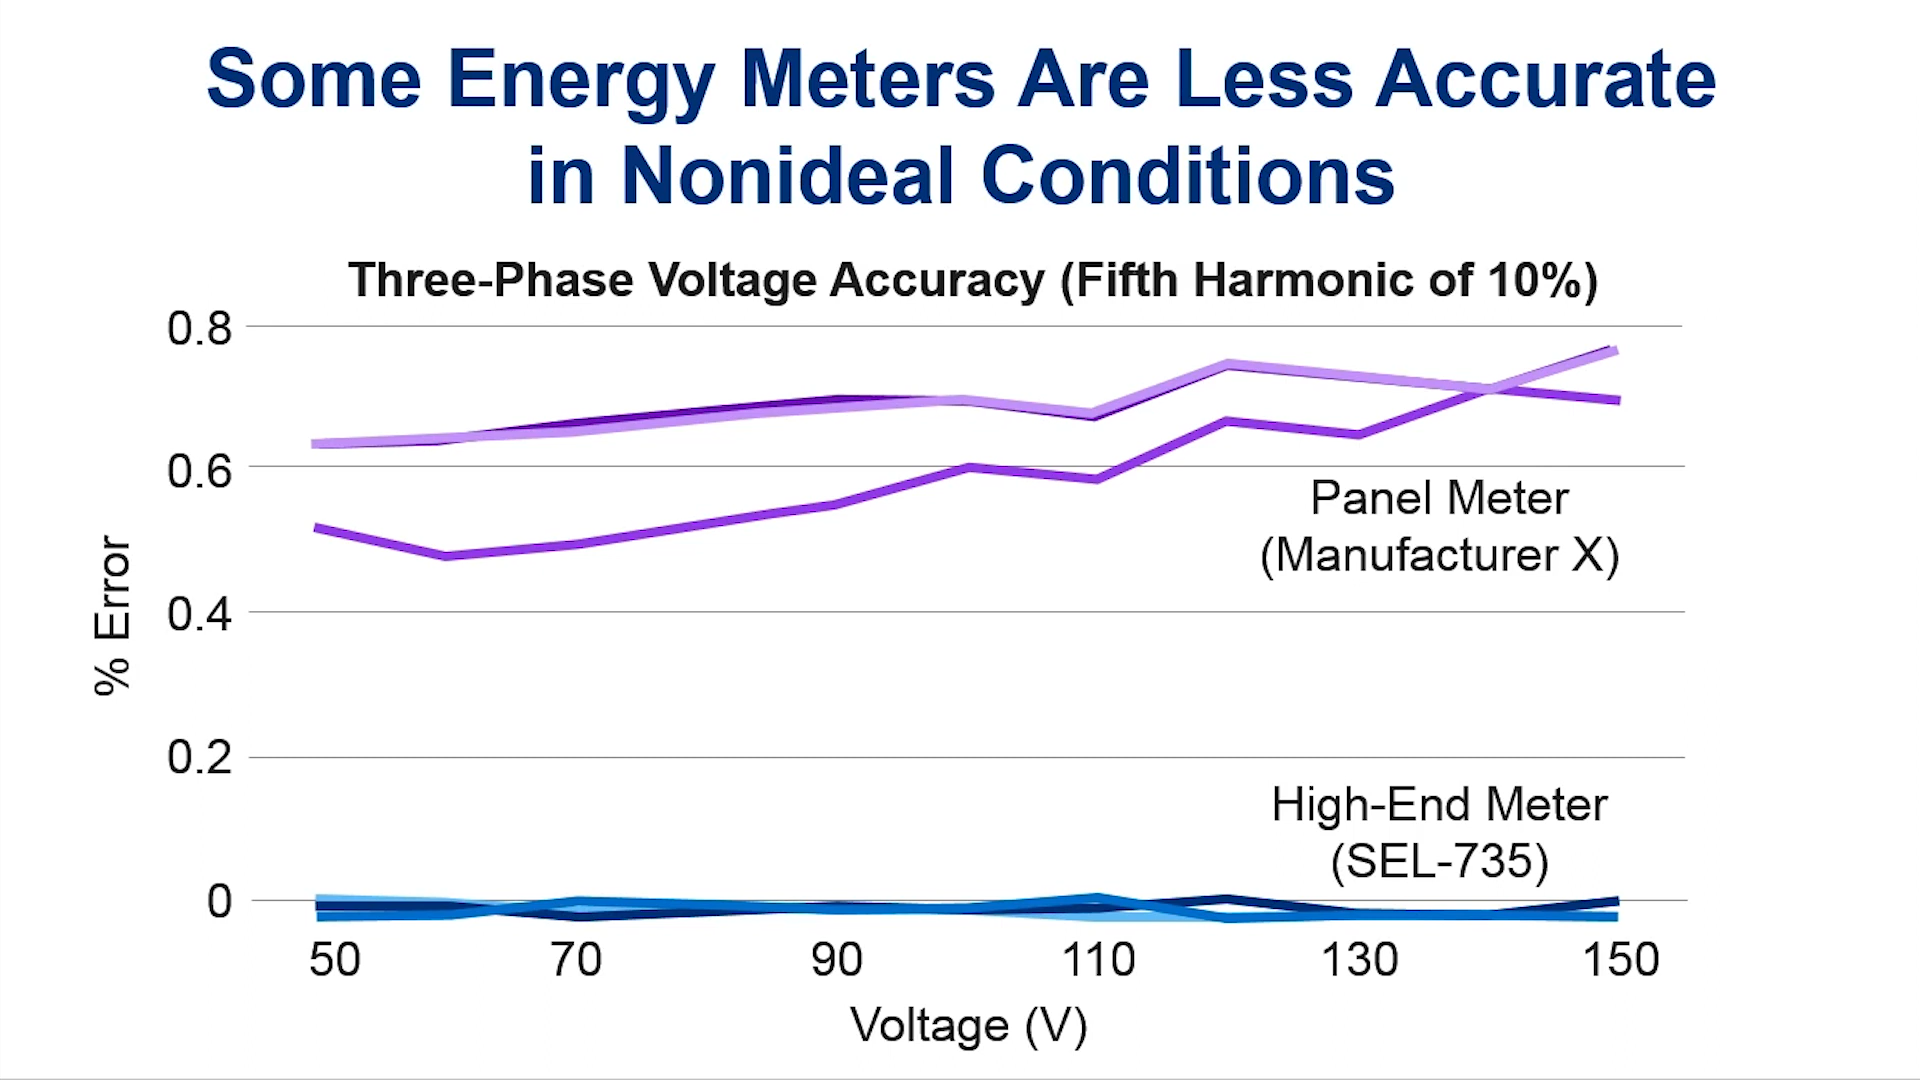 Some Energy Meters Are Less Accurate
in Nonideal Conditions
Three-Phase Voltage Accuracy (Fifth Harmonic of 10%)
0.8
0.6
0.4
0.2
0
% Error
Panel Meter
(Manufacturer X)
High-End Meter
(SEL-735)
50 70 90 110 130 150
Voltage (V)